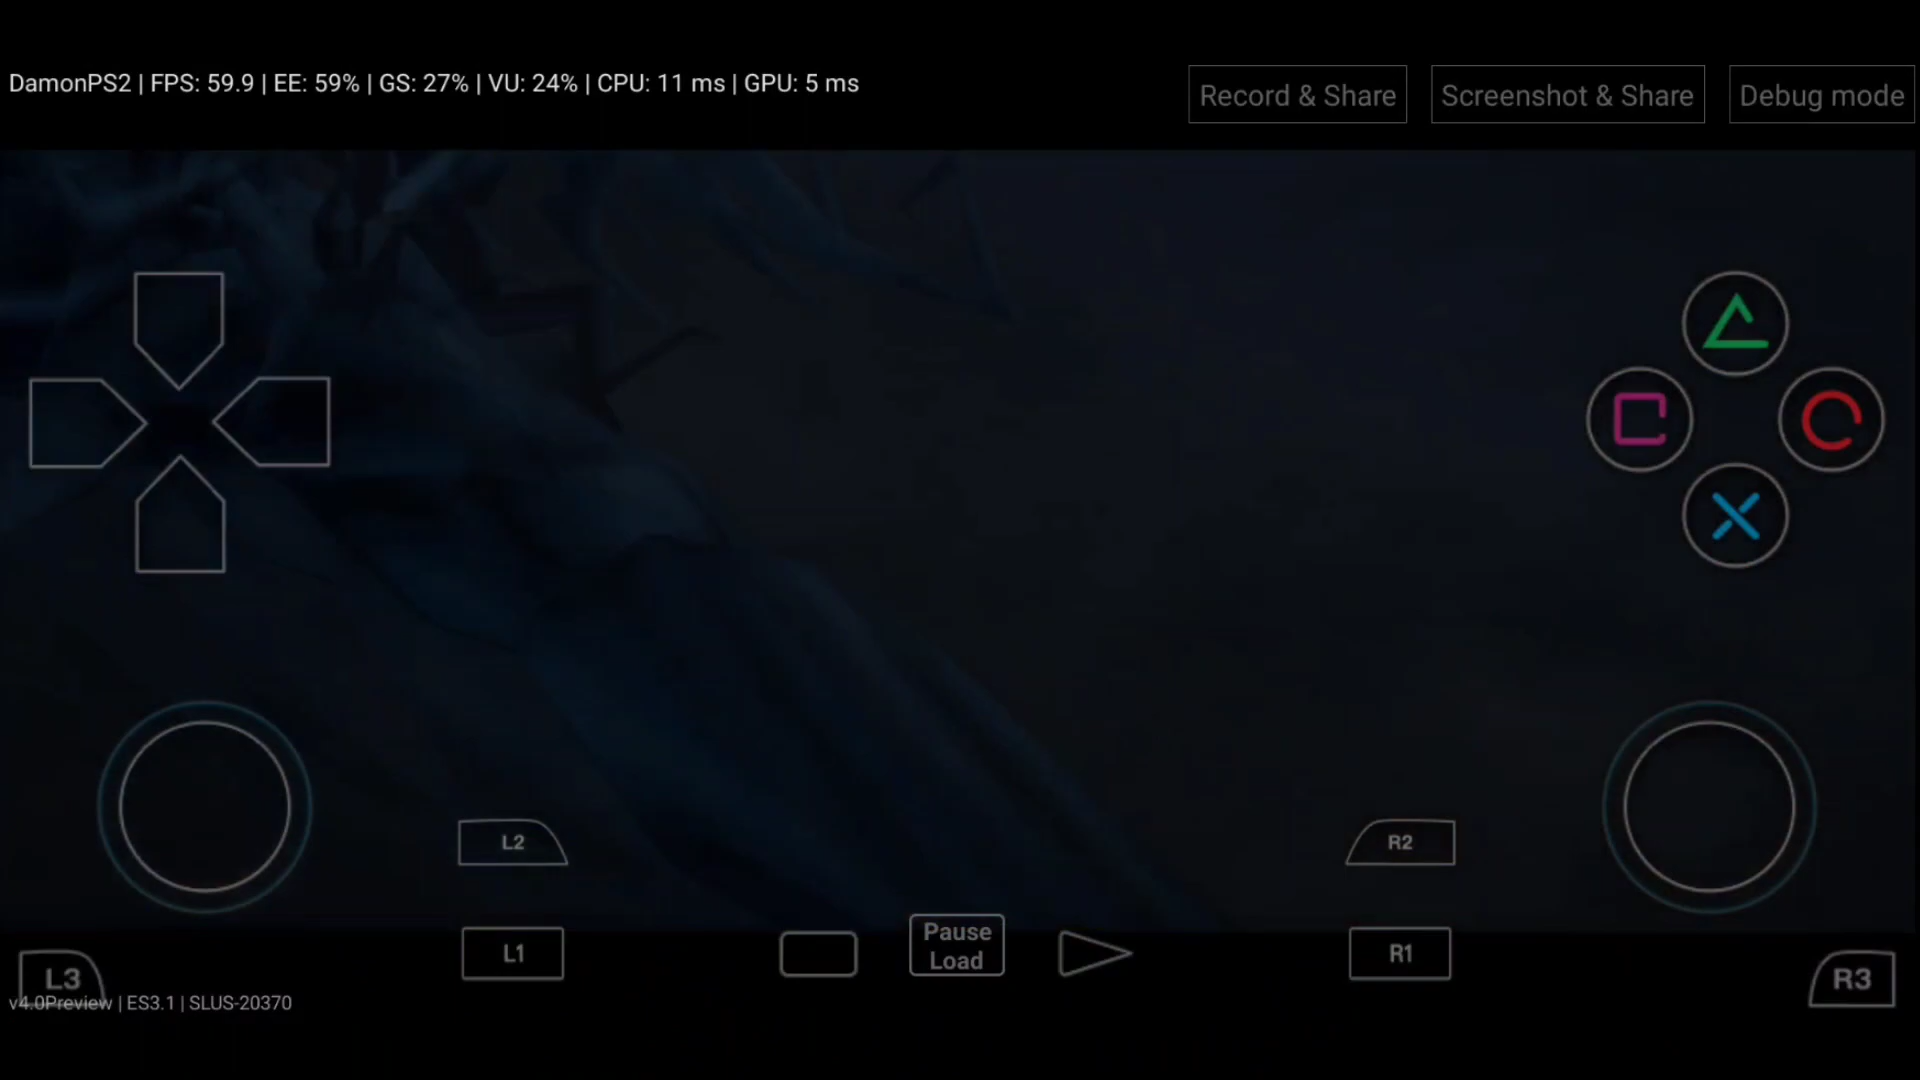 DamonPS2 | FPS: 59.9 | EE: 59% | GS: 27% | VU: 24% | CPU: 11 ms | GPU: 5 ms
Record & Share
Screenshot & Share
Debug mode
L2
R2
L1
Pause
Load
R1
L3
R3
v4.0Preview | ES3.1 | SLUS-20370